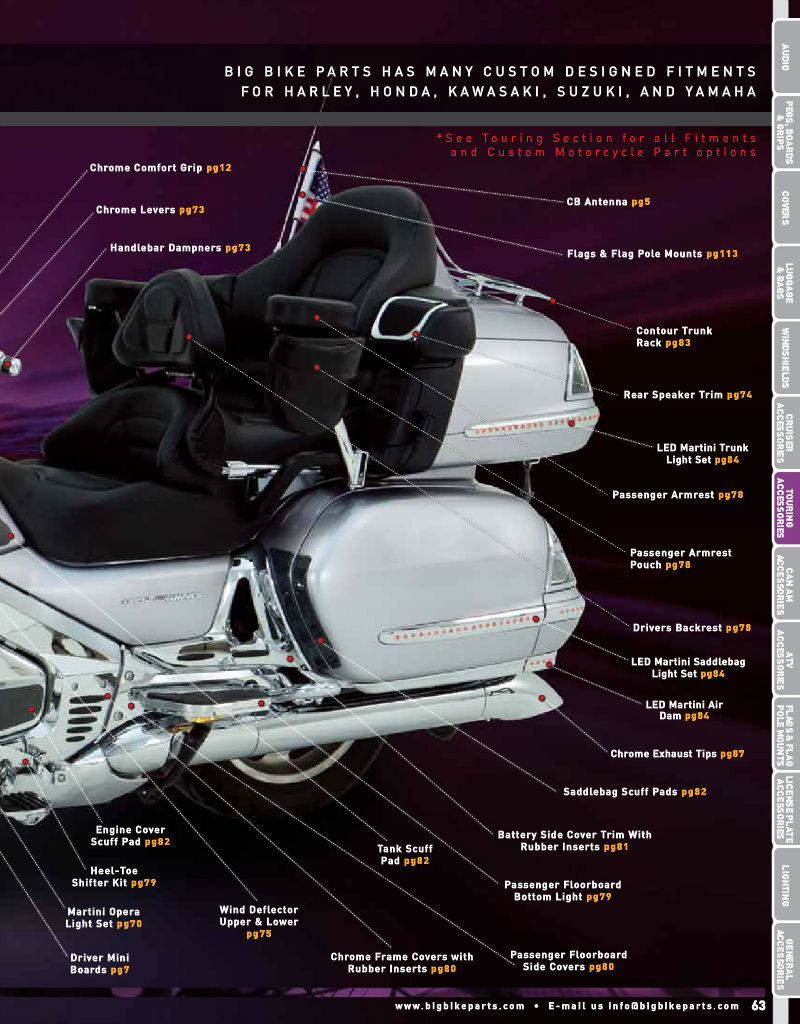 BIG BIKE PARTS HAS MANY CUSTOM DESIGNED FITMENTS
FOR HARLEY, HONDA, KAWASAKI, SUZUKI, AND YAMAHA
*See Touring Section for all Fitments
and Custom Motorcycle Part options
Chrome Comfort Grip pg12
Chrome Levers pg73
Handlebar Dampners pg73
CB Antenna pg5
Flags & Flag Pole Mounts pg113
Contour Trunk
Rack pg83
Rear Speaker Trim pg74
LED Martini Trunk
Light Set pg84
Passenger Armrest pg78
Passenger Armrest
Pouch pg78
Drivers Backrest pg78
LED Martini Saddlebag
Light Set pg84
LED Martini Air
Dam pg84
Chrome Exhaust Tips pg87
Saddlebag Scuff Pads pg82
Battery Side Cover Trim With
Rubber Inserts pg81
Passenger Floorboard
Bottom Light pg79
Passenger Floorboard
Side Covers pg80
Tank Scuff
Pad pg82
Chrome Frame Covers with
Rubber Inserts pg80
Wind Deflector
Upper & Lower
pg75
Engine Cover
Scuff Pad pg82
Heel-Toe
Shifter Kit pg79
Martini Opera
Light Set pg70
Driver Mini
Boards pg7
GOLDWING
AUDIO
PEGS, BOARDS
& GRIPS
COVERS
LUGGAGE
& BAGS
WINDSHIELDS
CRUISER
ACCESSORIES
TOURING
ACCESSORIES
CAN AM
ACCESSORIES
ATV
ACCESSORIES
FLAGS & FLAG
POLE MOUNTS
LICENSE PLATE
ACCESSORIES
LIGHTING
GENERAL
ACCESSORIES
www.bigbikeparts.com • E-mail us info@bigbikeparts.com 63